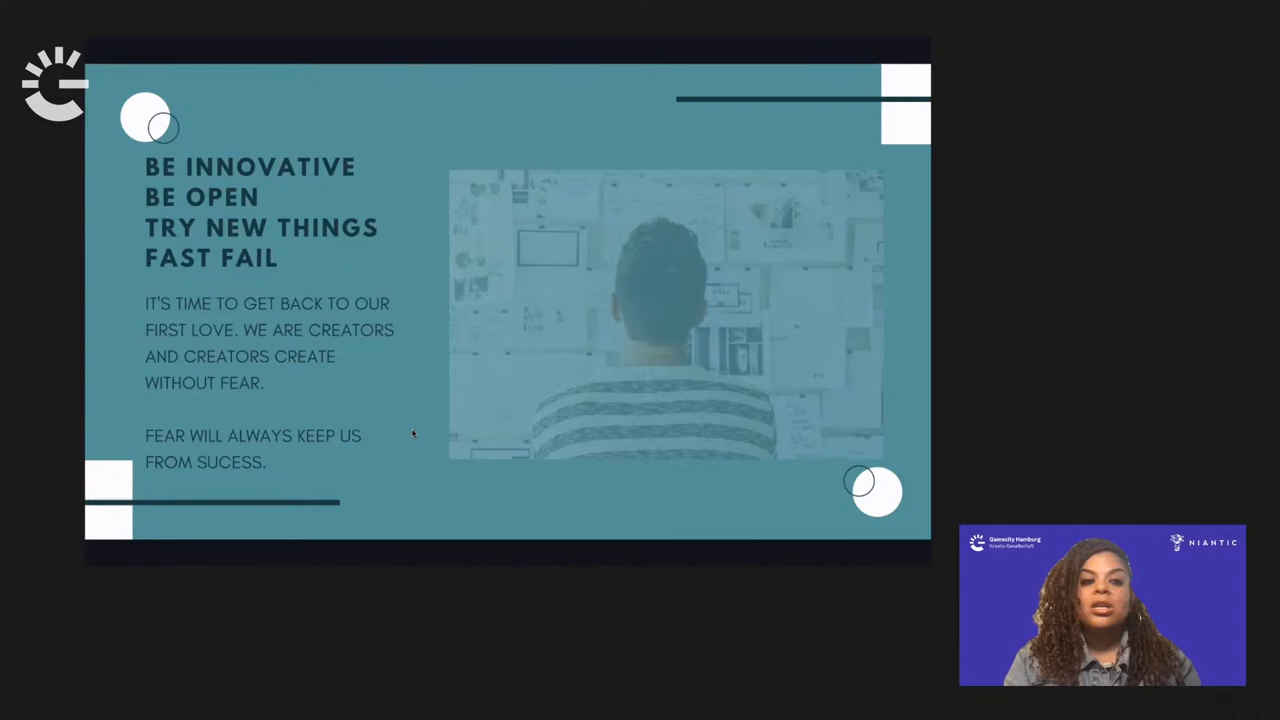 BE INNOVATIVE
BE OPEN
TRY NEW THINGS
FAST FAIL
IT'S TIME TO GET BACK TO OUR
FIRST LOVE. WE ARE CREATORS
AND CREATORS CREATE
WITHOUT FEAR.
FEAR WILL ALWAYS KEEP US
FROM SUCESS.
Gamecity Hamburg
Kreativ Gesellschaft
NIANTIC